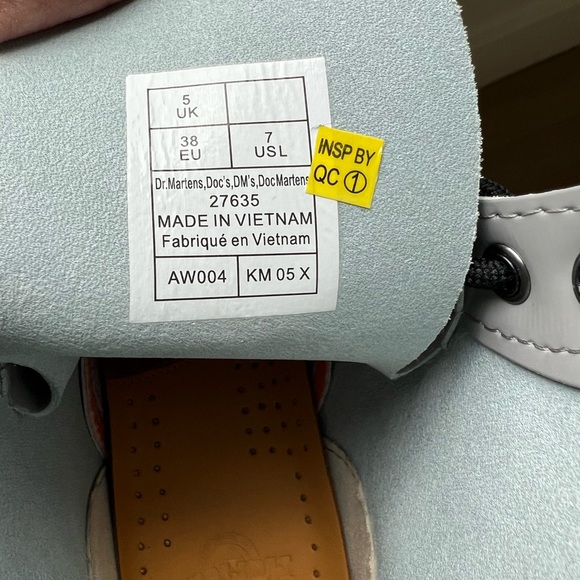 5
UK
38
EU
7
USL
INSP BY
QC 1
Dr.Martens,Doc's,DM's,DocMartens
27635
MADE IN VIETNAM
Fabriqué en Vietnam
AW004
KM 05 X